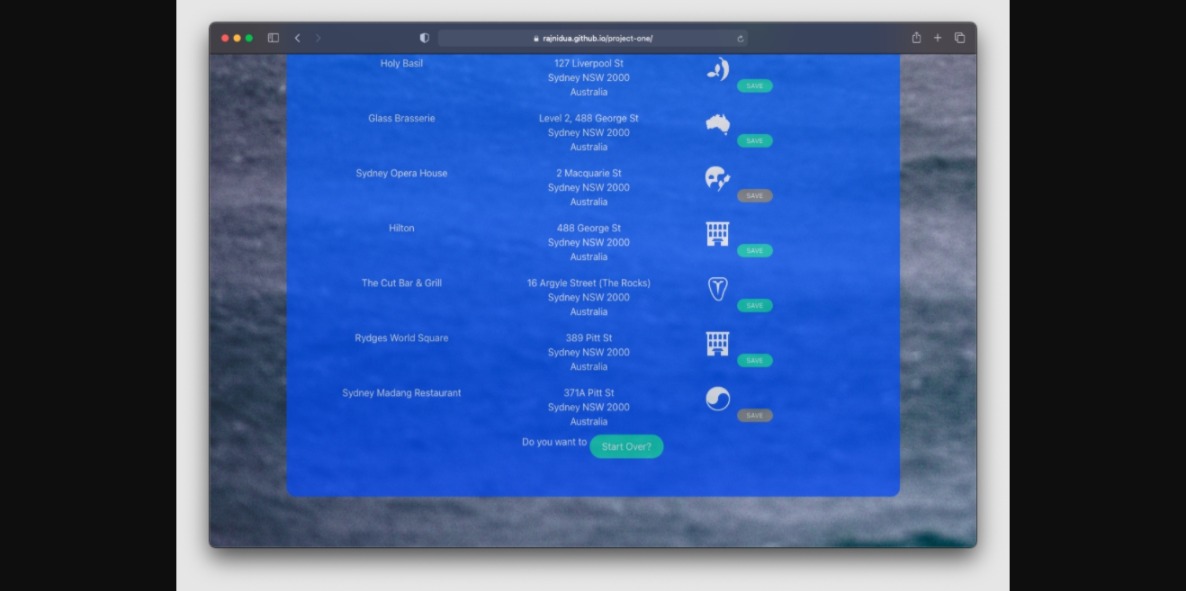 rajnidua.github.io/project-one/
Holy Basil
127 Liverpool St
Sydney NSW 2000
Australia
SAVE
Glass Brasserie
Level 2, 488 George St
Sydney NSW 2000
Australia
SAVE
Sydney Opera House
2 Macquarie St
Sydney NSW 2000
Australia
SAVE
Hilton
488 George St
Sydney NSW 2000
Australia
SAVE
The Cut Bar & Grill
16 Argyle Street (The Rocks)
Sydney NSW 2000
Australia
SAVE
Rydges World Square
389 Pitt St
Sydney NSW 2000
Australia
SAVE
Sydney Madang Restaurant
371A Pitt St
Sydney NSW 2000
Australia
SAVE
Do you want to Start Over?